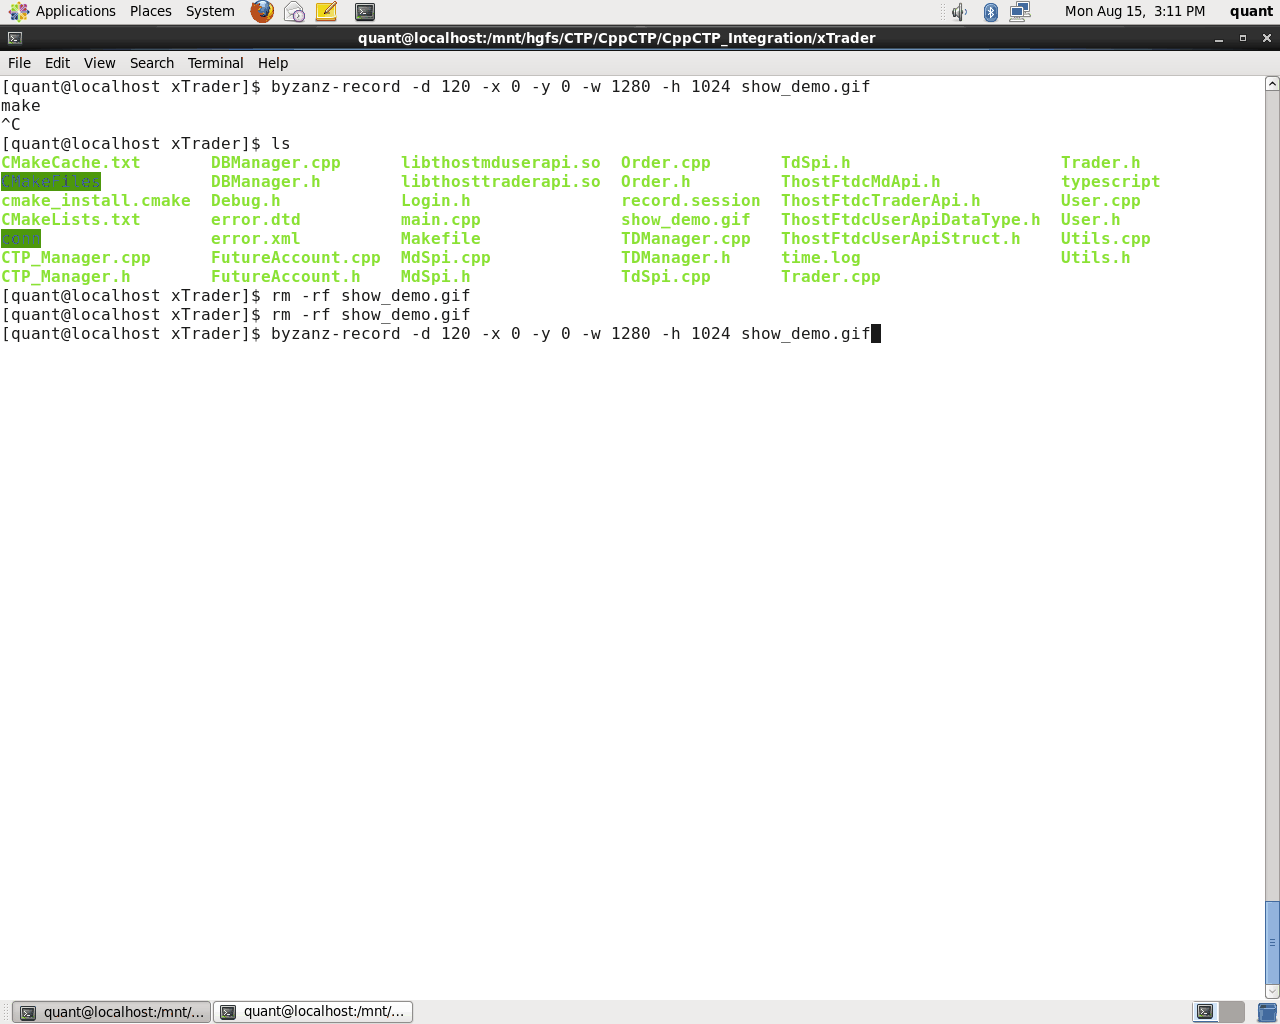 Applications Places System Mon Aug 15, 3:11 PM quant
quant@localhost:/mnt/hgfs/CTP/CppCTP/CppCTP_Integration/xTrader
File Edit View Search Terminal Help
[quant@localhost xTrader]$ byzanz-record -d 120 -x 0 -y 0 -w 1280 -h 1024 show_demo.gif
make
^C
[quant@localhost xTrader]$ ls
CMakeCache.txt DBManager.cpp libthostmduserapi.so Order.cpp TdSpi.h Trader.h
CMakeFiles DBManager.h libthosttraderapi.so Order.h ThostFtdcMdApi.h typescript
cmake_install.cmake Debug.h Login.h record.session ThostFtdcTraderApi.h User.cpp
CMakeLists.txt error.dtd main.cpp show_demo.gif ThostFtdcUserApiDataType.h User.h
conn error.xml Makefile TDManager.cpp ThostFtdcUserApiStruct.h Utils.cpp
CTP_Manager.cpp FutureAccount.cpp MdSpi.cpp TDManager.h time.log Utils.h
CTP_Manager.h FutureAccount.h MdSpi.h TdSpi.cpp Trader.cpp
[quant@localhost xTrader]$ rm -rf show_demo.gif
[quant@localhost xTrader]$ rm -rf show_demo.gif
[quant@localhost xTrader]$ byzanz-record -d 120 -x 0 -y 0 -w 1280 -h 1024 show_demo.gif
quant@localhost:/mnt/... quant@localhost:/mnt/...